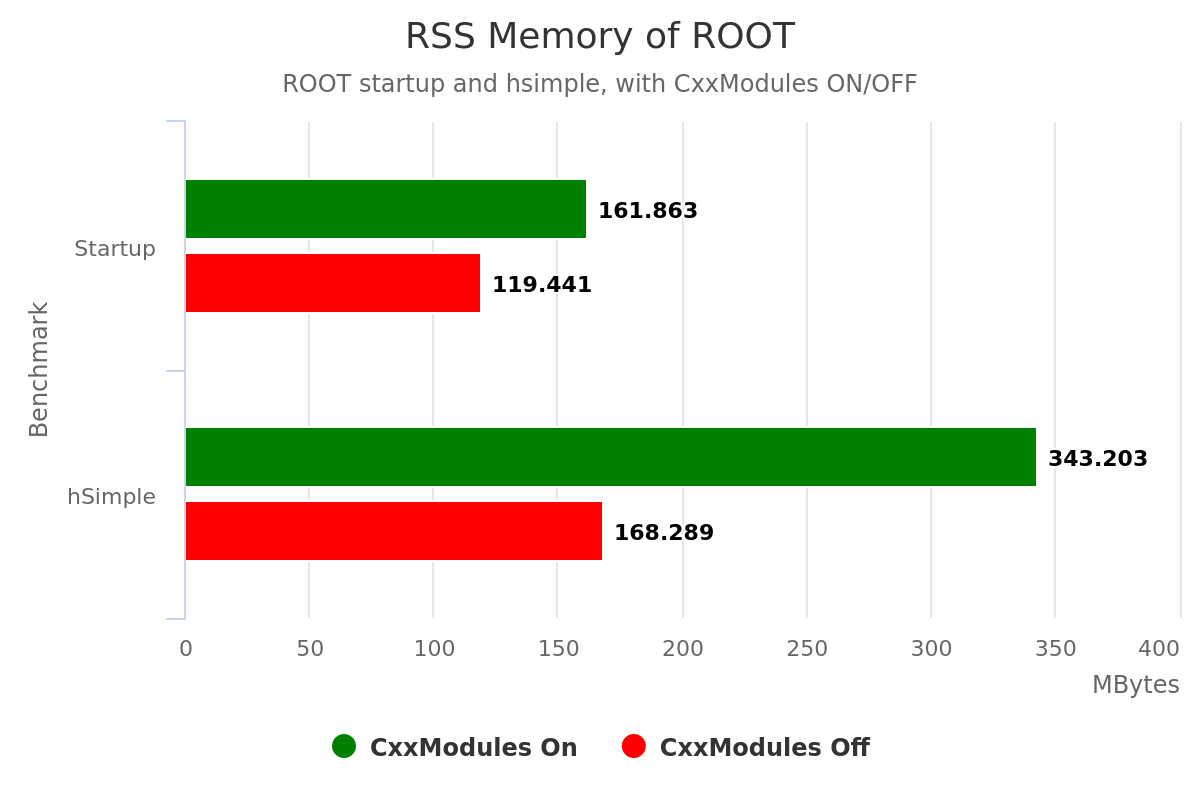 RSS Memory of ROOT
ROOT startup and hsimple, with CxxModules ON/OFF
Benchmark
Startup
161.863
119.441
hSimple
343.203
168.289
0 50 100 150 200 250 300 350 400
MBytes
CxxModules On CxxModules Off